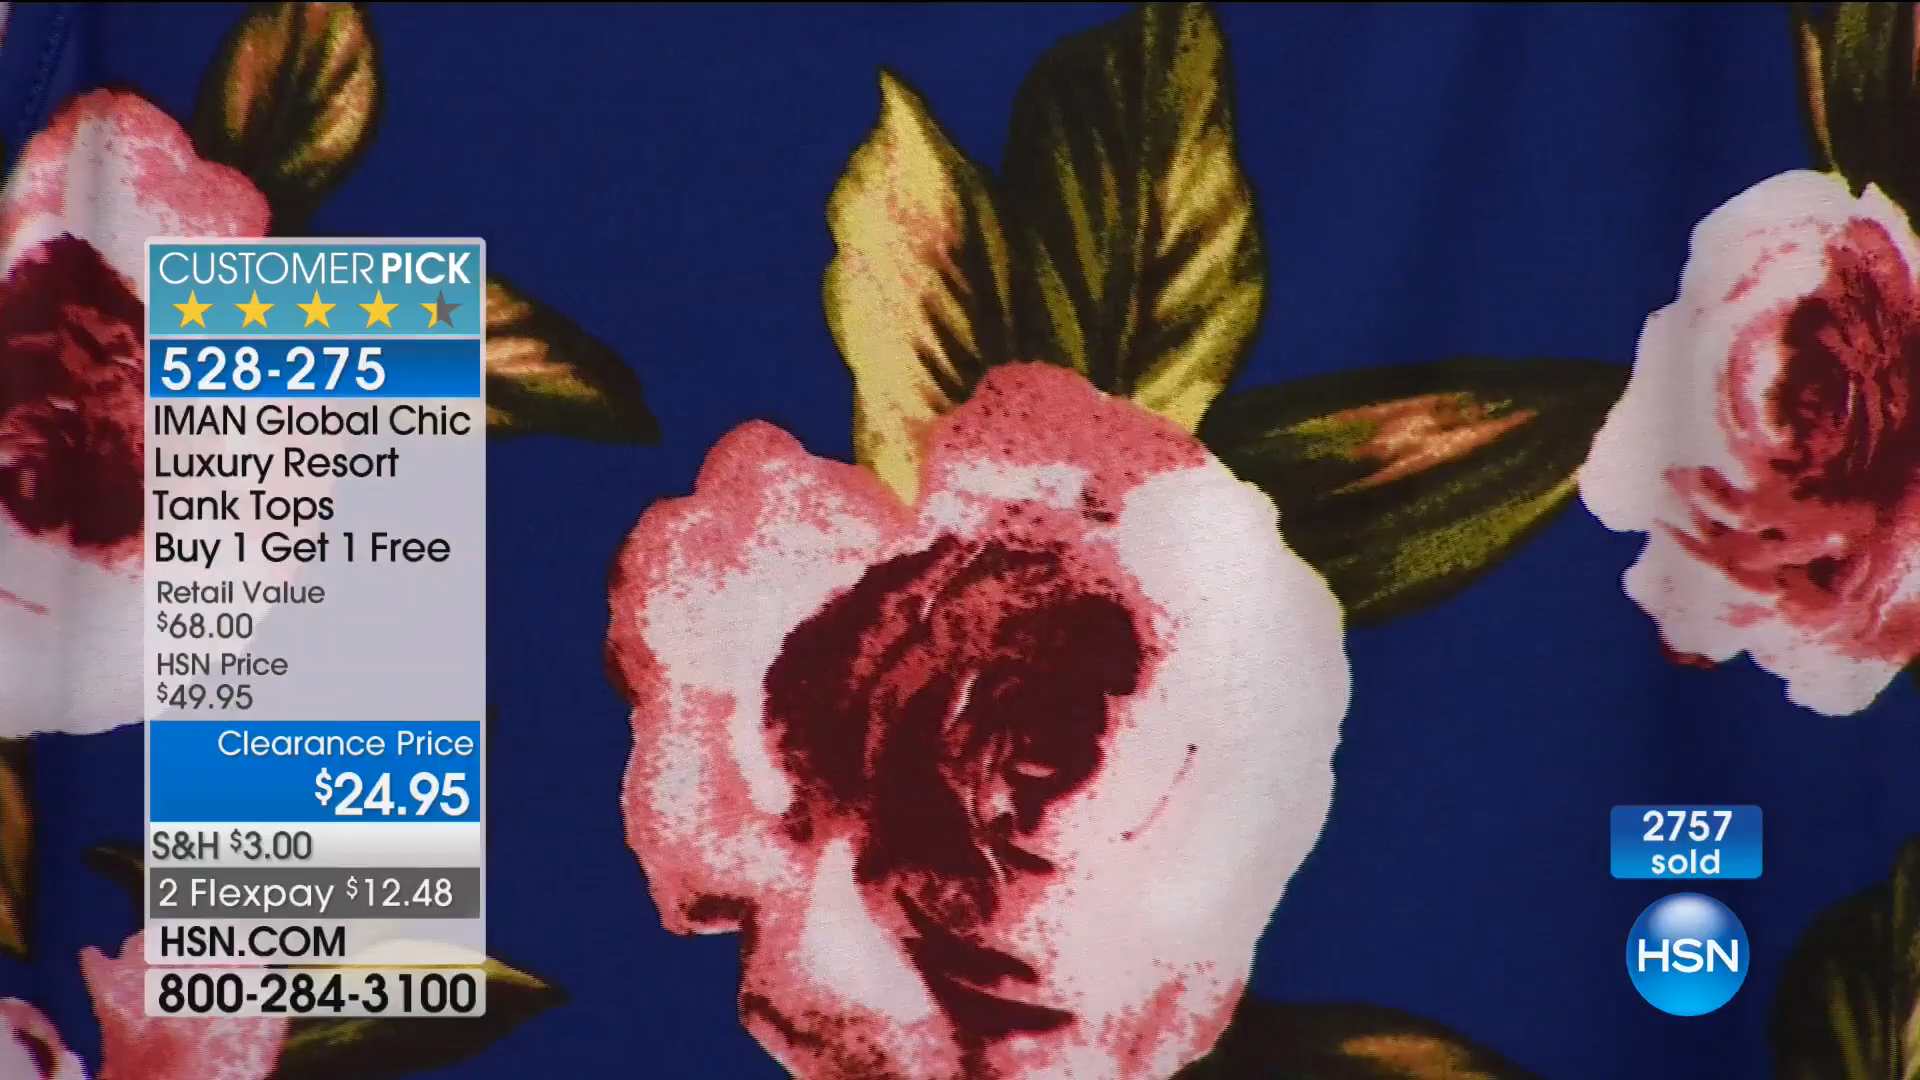 CUSTOMERPICK
528-275
IMAN Global Chic
Luxury Resort
Tank Tops
Buy 1 Get 1 Free
Retail Value
$68.00
HSN Price
$49.95
Clearance Price
$24.95
S&H $3.00
2 Flexpay $12.48
HSN.COM
800-284-3100
2757
sold
HSN